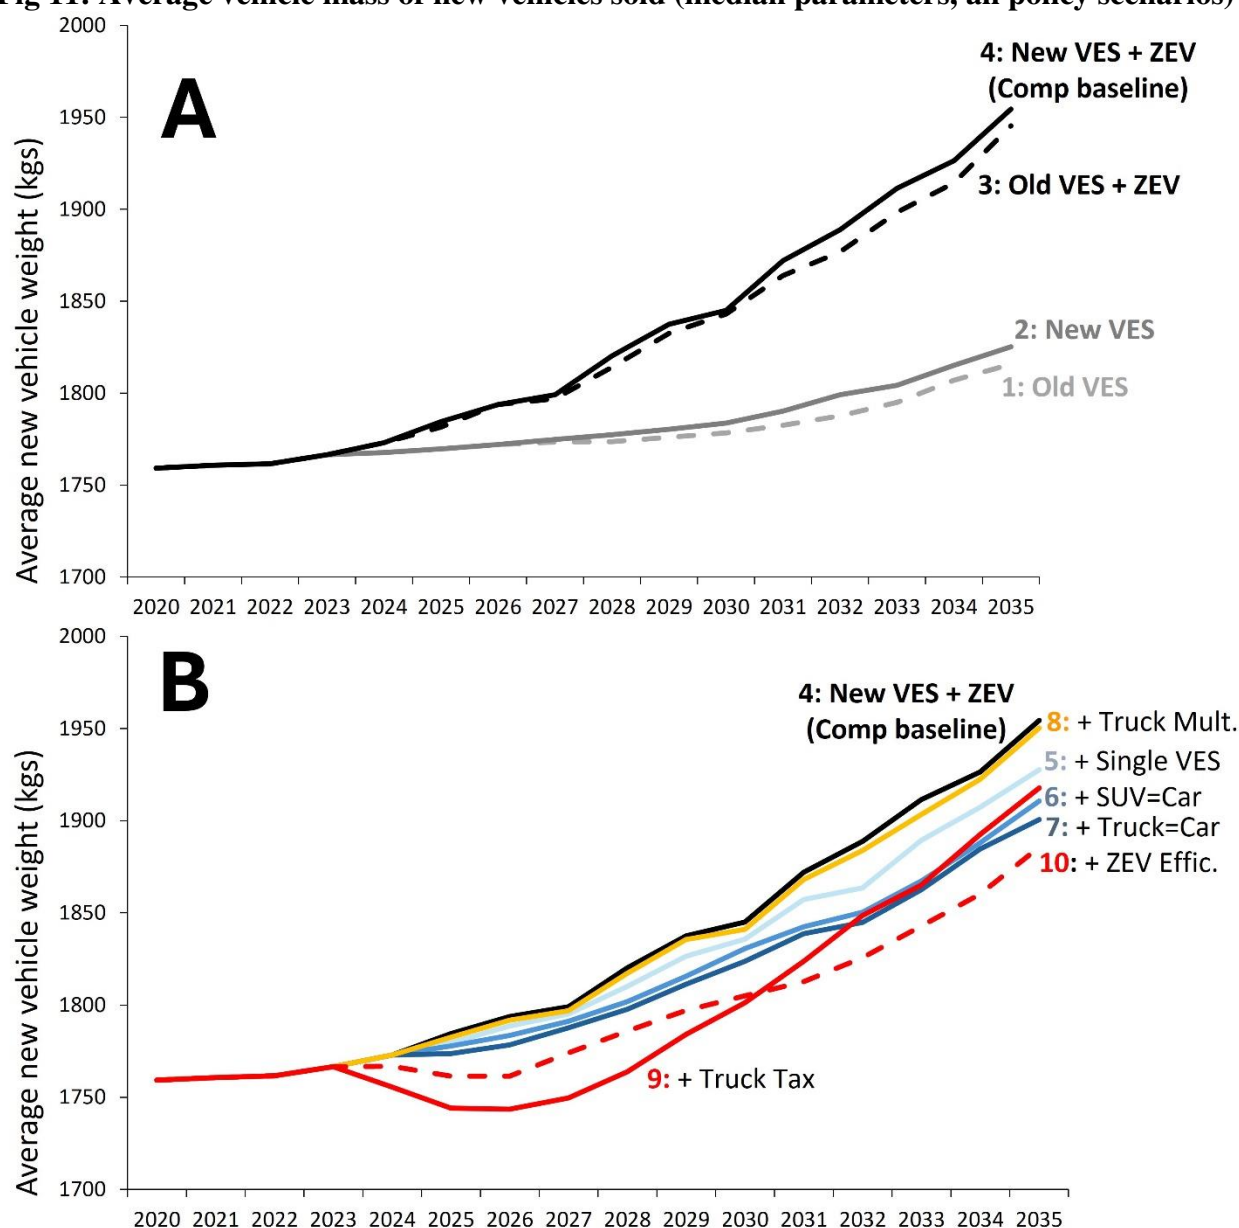 Fig 11: Average vehicle mass of new vehicles sold (median parameters, all policy scenarios)
2000
4: New VES + ZEV
(Comp baseline)
A
1950
3: Old VES + ZEV
1900
1850
2: New VES
1800
1: Old VES
1750
1700
Average new vehicle weight (kgs)
2020 2021 2022 2023 2024 2025 2026 2027 2028 2029 2030 2031 2032 2033 2034 2035
2000
B
4: New VES + ZEV
(Comp baseline)
1950
8: + Truck Mult.
5: + Single VES
6: + SUV=Car
7: + Truck=Car
10: + ZEV Effic.
1900
1850
1800
9: + Truck Tax
1750
1700
Average new vehicle weight (kgs)
2020 2021 2022 2023 2024 2025 2026 2027 2028 2029 2030 2031 2032 2033 2034 2035